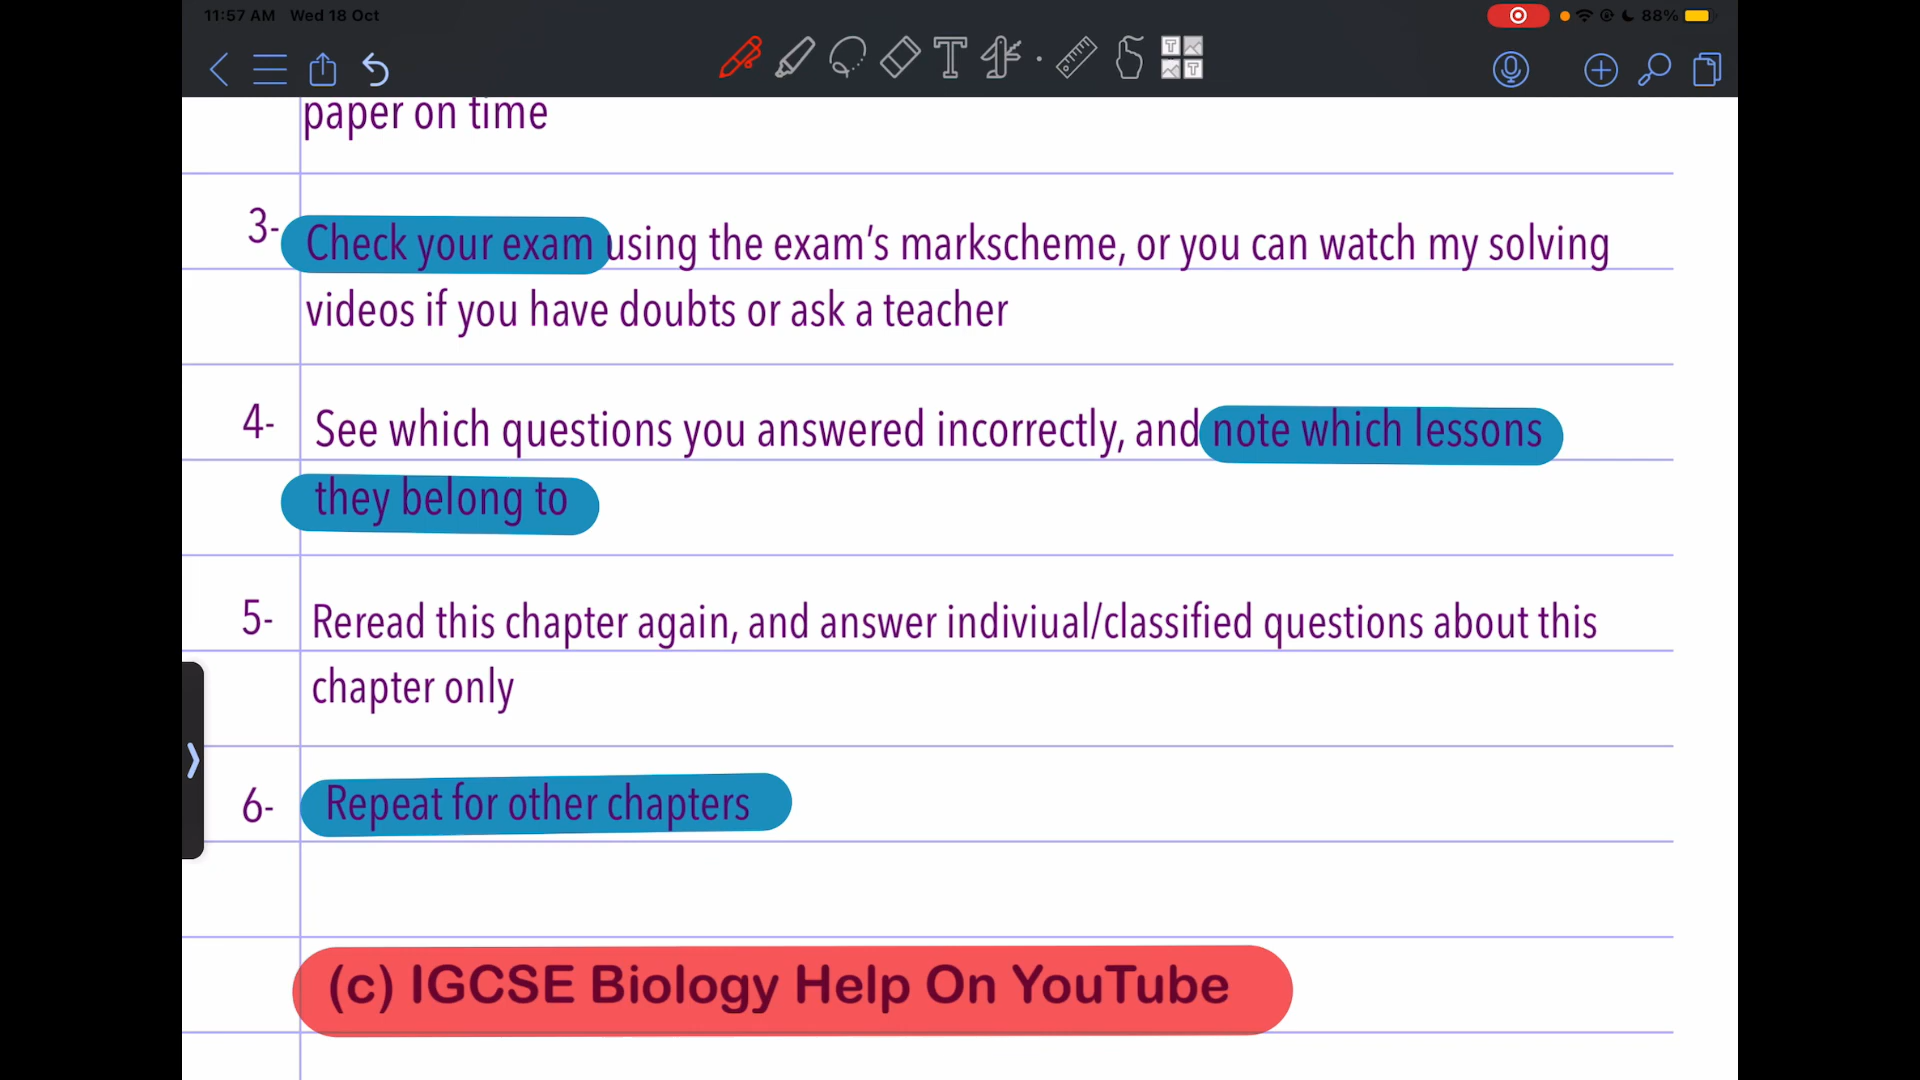 11:57 AM Wed 18 Oct
88%
paper on time
3- Check your exam using the exam’s markscheme, or you can watch my solving
videos if you have doubts or ask a teacher
4- See which questions you answered incorrectly, and note which lessons
they belong to
5- Reread this chapter again, and answer indiviual/classified questions about this
chapter only
6- Repeat for other chapters
(c) IGCSE Biology Help On YouTube